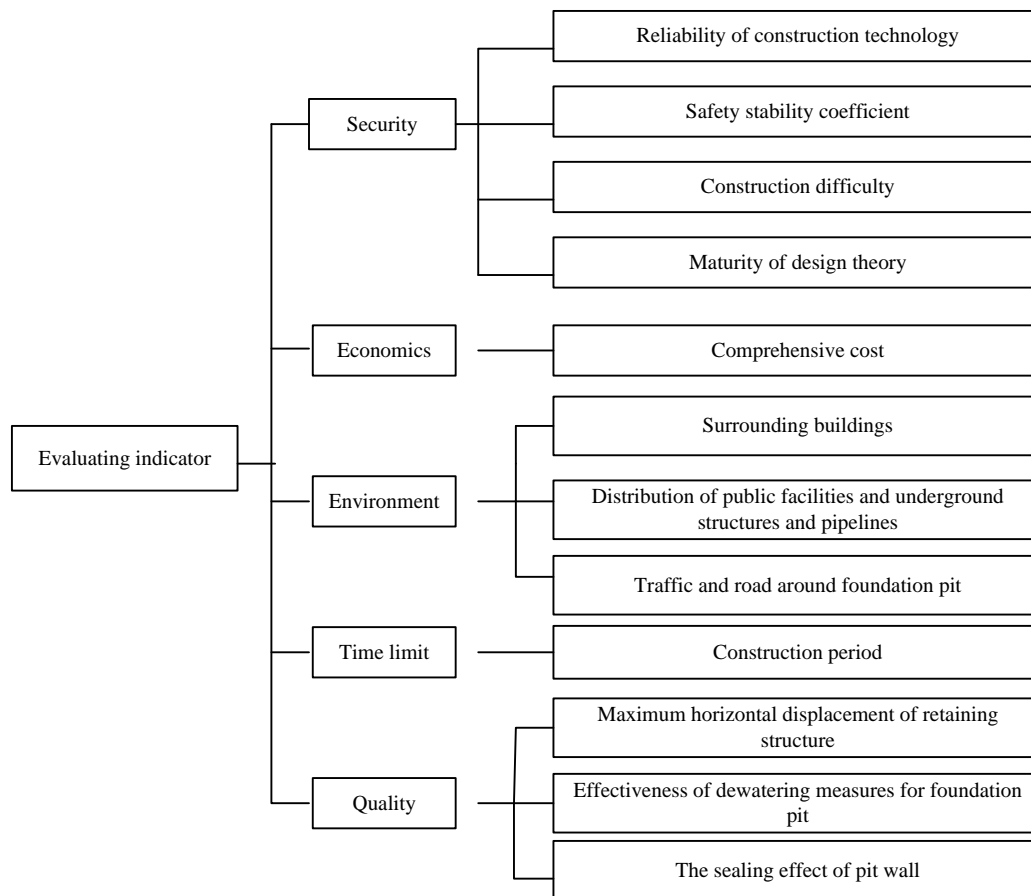 Reliability of construction technology
Security
Safety stability coefficient
Construction difficulty
Maturity of design theory
Economics
Comprehensive cost
Evaluating indicator
Surrounding buildings
Environment
Distribution of public facilities and underground
structures and pipelines
Traffic and road around foundation pit
Time limit
Construction period
Maximum horizontal displacement of retaining
structure
Quality
Effectiveness of dewatering measures for foundation
pit
The sealing effect of pit wall